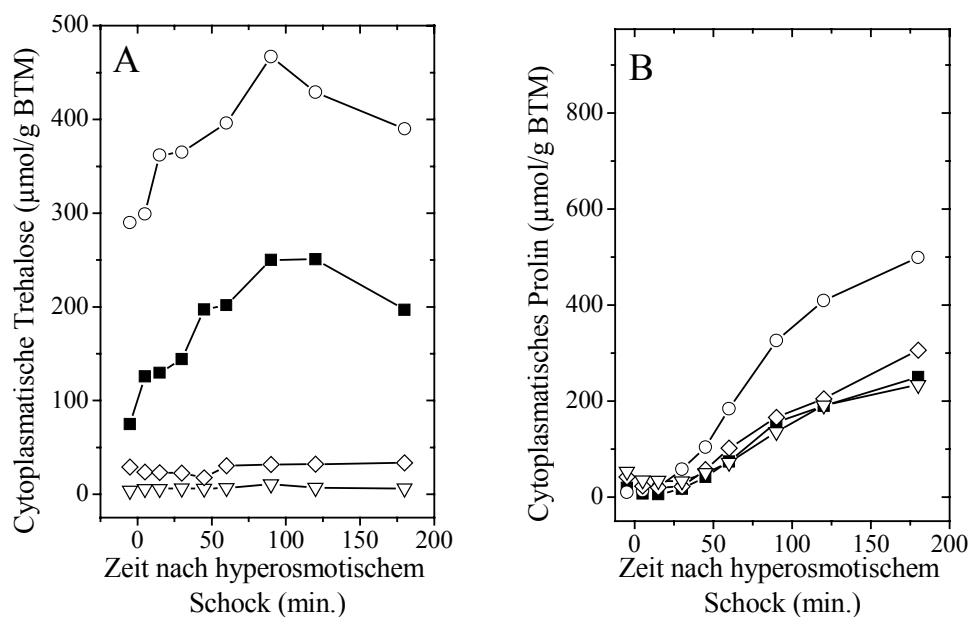 A
Cytoplasmatische Trehalose (µmol/g BTM)
500
400
300
200
100
0
0 50 100 150 200
Zeit nach hyperosmotischem
Schock (min.)
B
Cytoplasmatisches Prolin (µmol/g BTM)
800
600
400
200
0
0 50 100 150 200
Zeit nach hyperosmotischem
Schock (min.)